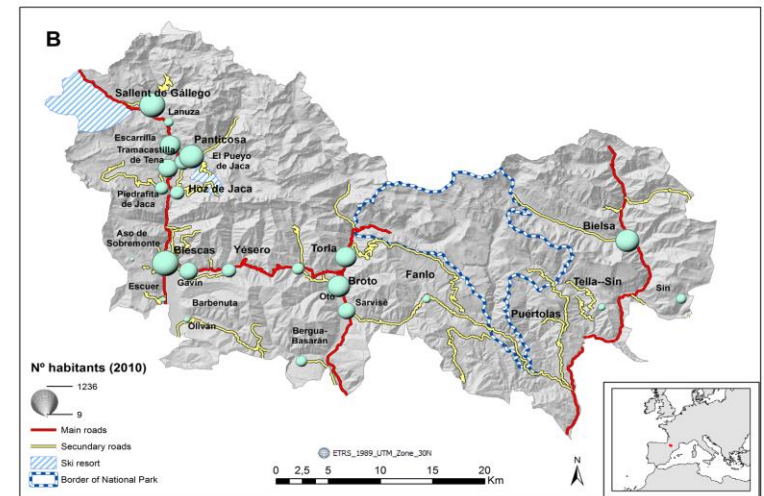 B
Sallent de Gállego
Lanuza
Escarrilla
Panticosa
Tramacastilla
de Tena
El Pueyo
de Jaca
Piedrafita
de Jaca
Hoz de Jaca
Aso de
Sobremonte
Biescas
Yésero
Gavín
Escuer
Barbenuta
Oliván
Torla
Broto
Oto
Sarvisé
Fanlo
Bergua-
Basarán
Bielsa
Tella--Sin
Sin
Puértolas
Nº habitants (2010)
1236
9
Main roads
Secundary roads
Ski resort
Border of National Park
ETRS_1989_UTM_Zone_30N
0 2,5 5 10 15 20
Km
N